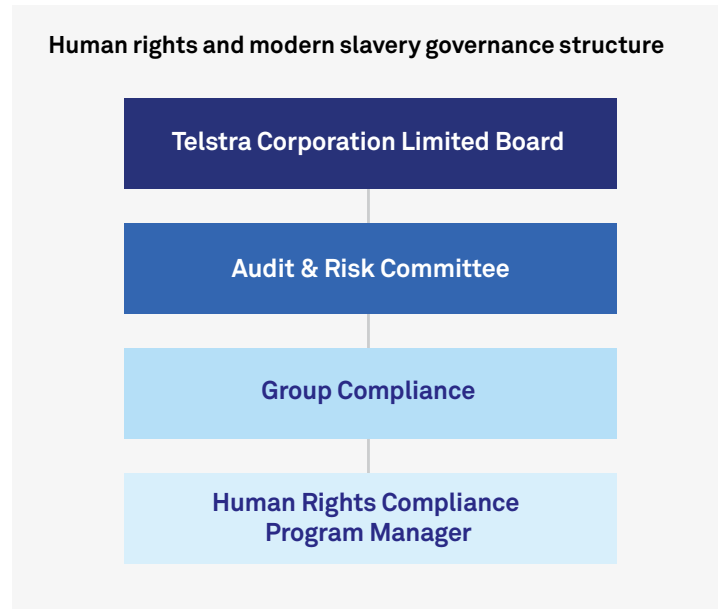 Human rights and modern slavery governance structure
Telstra Corporation Limited Board
Audit & Risk Committee
Group Compliance
Human Rights Compliance
Program Manager